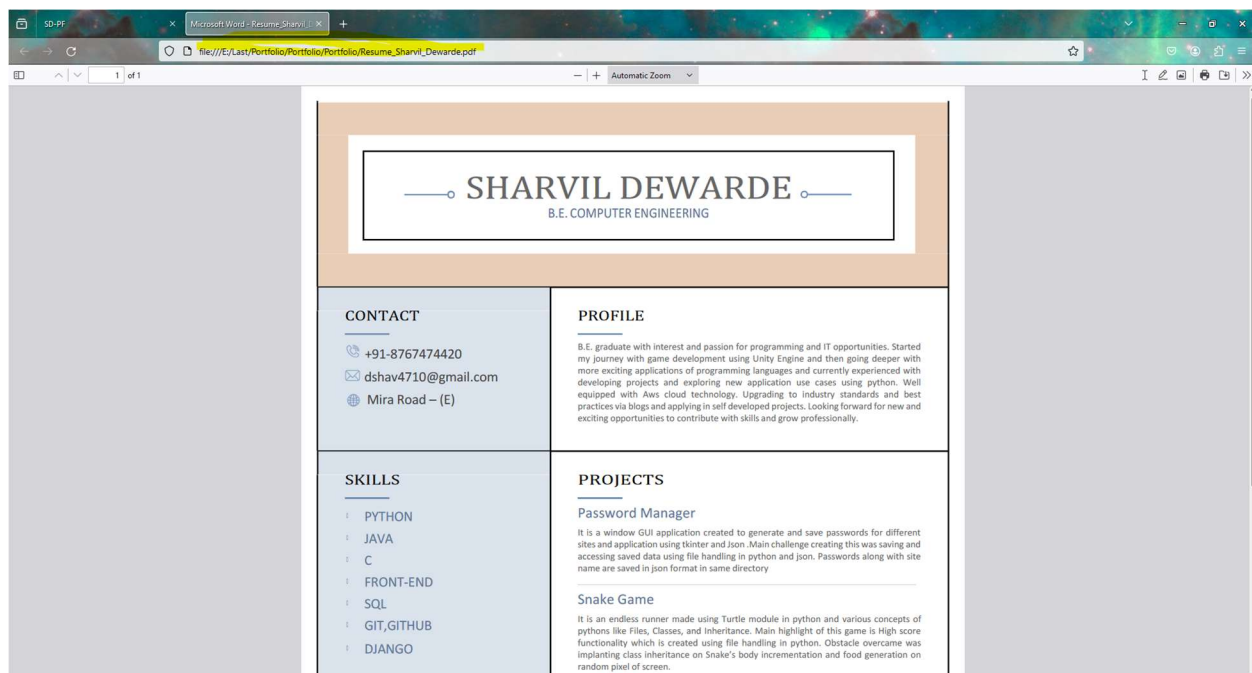 SD-PF
Microsoft Word - Resume_Sharvil_D
file:///E:/Last/Portfolio/Portfolio/Portfolio/Resume_Sharvil_Dewarde.pdf
1 of 1
Automatic Zoom
SHARVIL DEWARDE
B.E. COMPUTER ENGINEERING
CONTACT
+91-8767474420
dshav4710@gmail.com
Mira Road – (E)
PROFILE
B.E. graduate with interest and passion for programming and IT opportunities. Started
my journey with game development using Unity Engine and then going deeper with
more exciting applications of programming languages and currently experienced with
developing projects and exploring new application use cases using python. Well
equipped with Aws cloud technology. Upgrading to industry standards and best
practices via blogs and applying in self developed projects. Looking forward for new and
exciting opportunities to contribute with skills and grow professionally.
SKILLS
PYTHON
JAVA
C
FRONT-END
SQL
GIT,GITHUB
DJANGO
PROJECTS
Password Manager
It is a window GUI application created to generate and save passwords for different
sites and application using tkinter and Json .Main challenge creating this was saving and
accessing saved data using file handling in python and json. Passwords along with site
name are saved in json format in same directory
Snake Game
It is an endless runner made using Turtle module in python and various concepts of
pythons like Files, Classes, and Inheritance. Main highlight of this game is High score
functionality which is created using file handling in python. Obstacle overcame was
implanting class inheritance on Snake's body incrementation and food generation on
random pixel of screen.